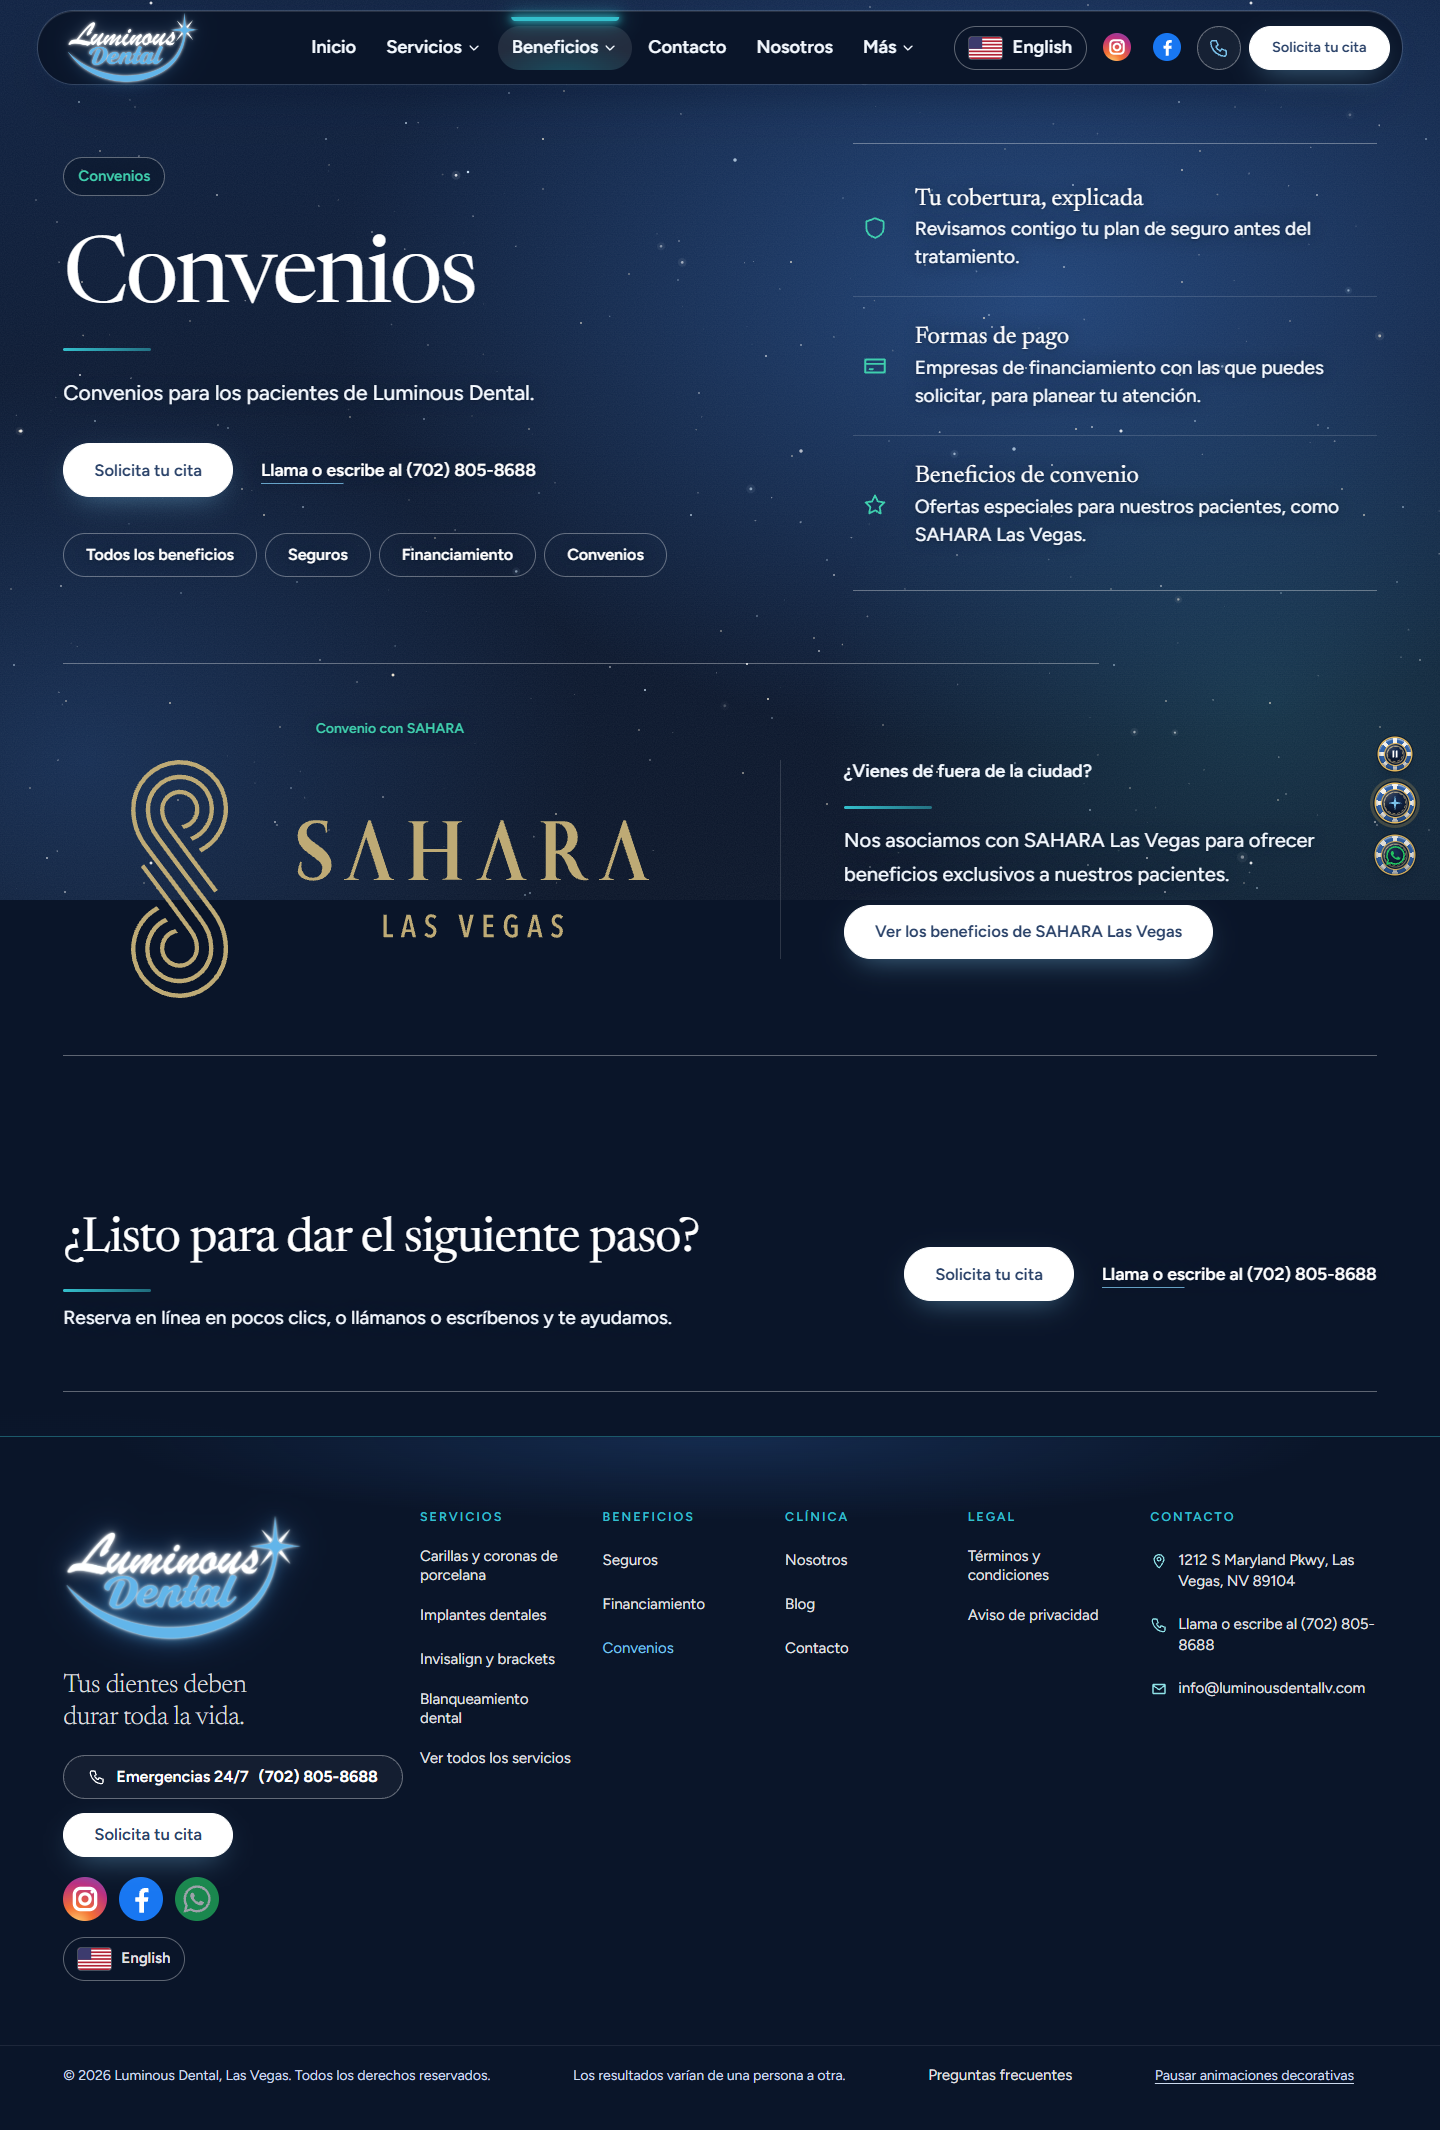 Luminous
Dental
Inicio
Servicios
Beneficios
Contacto
Nosotros
Más
English
Solicita tu cita
Convenios
Convenios
Convenios para los pacientes de Luminous Dental.
Solicita tu cita
Llama o escribe al (702) 805-8688
Todos los beneficios
Seguros
Financiamiento
Convenios
Tu cobertura, explicada
Revisamos contigo tu plan de seguro antes del
tratamiento.
Formas de pago
Empresas de financiamiento con las que puedes
solicitar, para planear tu atención.
Beneficios de convenio
Ofertas especiales para nuestros pacientes, como
SAHARA Las Vegas.
Convenio con SAHARA
SAHARA
LAS VEGAS
¿Vienes de fuera de la ciudad?
Nos asociamos con SAHARA Las Vegas para ofrecer
beneficios exclusivos a nuestros pacientes.
Ver los beneficios de SAHARA Las Vegas
¿Listo para dar el siguiente paso?
Reserva en línea en pocos clics, o llámanos o escríbenos y te ayudamos.
Solicita tu cita
Llama o escribe al (702) 805-8688
Luminous
Dental
Tus dientes deben
durar toda la vida.
Emergencias 24/7 (702) 805-8688
Solicita tu cita
English
SERVICIOS
Carillas y coronas de
porcelana
Implantes dentales
Invisalign y brackets
Blanqueamiento
dental
Ver todos los servicios
BENEFICIOS
Seguros
Financiamiento
Convenios
CLÍNICA
Nosotros
Blog
Contacto
LEGAL
Términos y
condiciones
Aviso de privacidad
CONTACTO
1212 S Maryland Pkwy, Las
Vegas, NV 89104
Llama o escribe al (702) 805-
8688
info@luminousdentallv.com
© 2026 Luminous Dental, Las Vegas. Todos los derechos reservados.
Los resultados varían de una persona a otra.
Preguntas frecuentes
Pausar animaciones decorativas